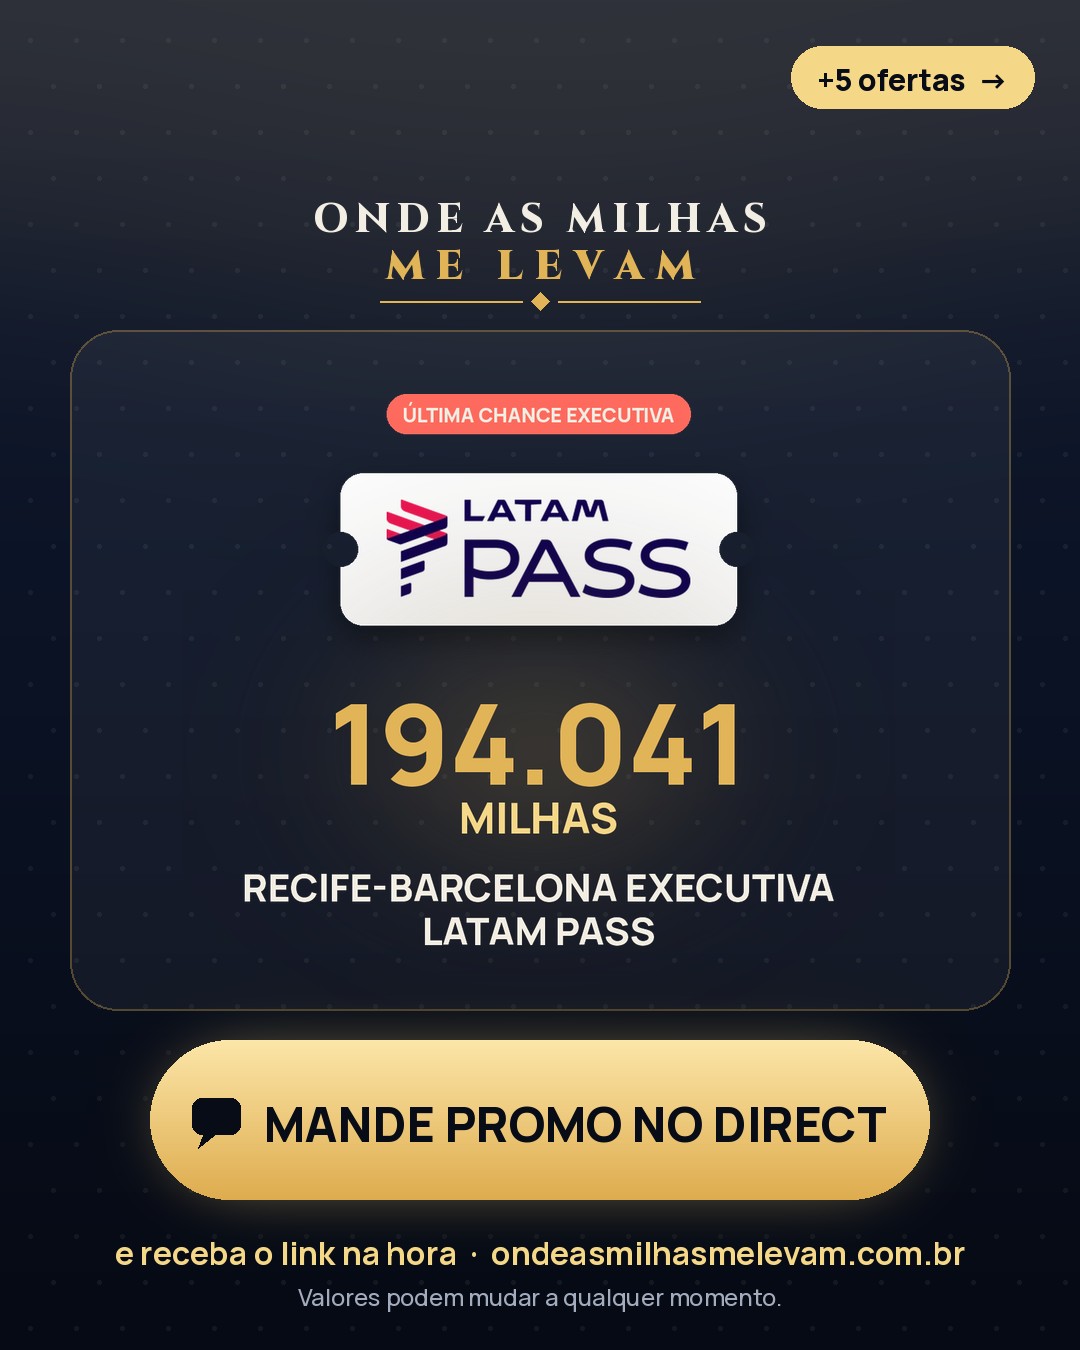 +5 ofertas →
ONDE AS MILHAS
ME LEVAM
ÚLTIMA CHANCE EXECUTIVA
LATAM
PASS
194.041
MILHAS
RECIFE-BARCELONA EXECUTIVA
LATAM PASS
MANDE PROMO NO DIRECT
e receba o link na hora · ondeasmilhasmelevam.com.br
Valores podem mudar a qualquer momento.